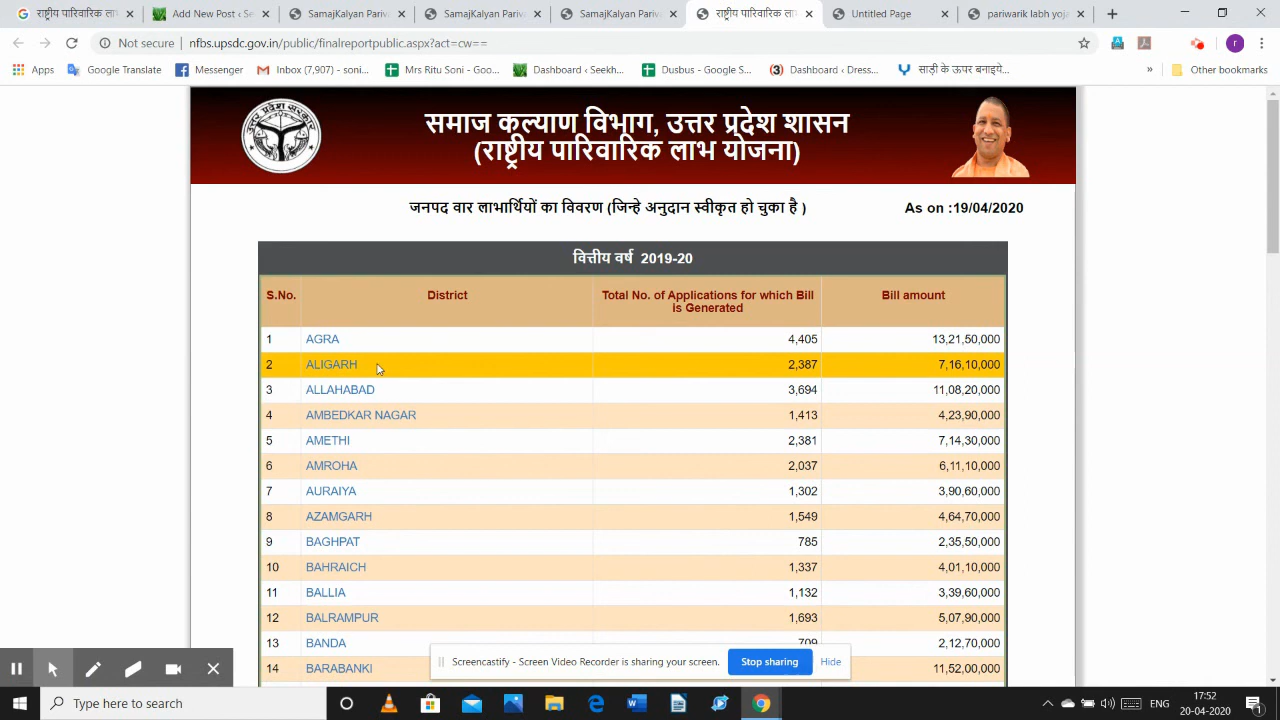 राष्ट्रीय पारिवारिक लाभ
Add New Post ‹ Se
SamajKalyan Pariv
SamajKalyan Pariv
SamajKalyan Pariv
राष्ट्रीय पारिवारिक लाभ
Untitled Page
pariwarik labh yoja
Not secure
nfbs.upsdc.gov.in/public/finalreportpublic.aspx?act=cw==
r
Apps
Google Translate
Messenger
Inbox (7,907) - soni...
Mrs Ritu Soni - Goo...
Dashboard ‹ Seekh...
Dusbus - Google S...
(3)
Dashboard ‹ Dress...
साड़ी के ऊपर बनाइये...
»
Other bookmarks
समाज कल्याण विभाग, उत्तर प्रदेश शासन
(राष्ट्रीय पारिवारिक लाभ योजना)
जनपद वार लाभार्थियों का विवरण (जिन्हे अनुदान स्वीकृत हो चुका है )
As on :19/04/2020
वित्तीय वर्ष 2019-20
S.No. District Total No. of Applications for which Bill Bill amount
is Generated
1 AGRA 4,405 13,21,50,000
2 ALIGARH 2,387 7,16,10,000
3 ALLAHABAD 3,694 11,08,20,000
4 AMBEDKAR NAGAR 1,413 4,23,90,000
5 AMETHI 2,381 7,14,30,000
6 AMROHA 2,037 6,11,10,000
7 AURAIYA 1,302 3,90,60,000
8 AZAMGARH 1,549 4,64,70,000
9 BAGHPAT 785 2,35,50,000
10 BAHRAICH 1,337 4,01,10,000
11 BALLIA 1,132 3,39,60,000
12 BALRAMPUR 1,693 5,07,90,000
13 BANDA 709 2,12,70,000
14 BARABANKI 11,52,00,000
Screencastify - Screen Video Recorder is sharing your screen.
Stop sharing
Hide
Type here to search
ENG
17:52
20-04-2020
1